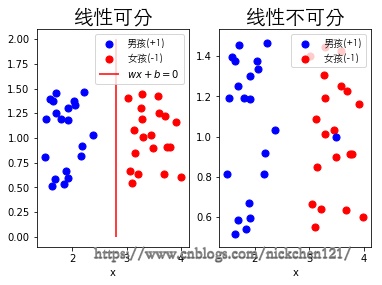 线性可分
线性不可分
男孩(+1)
女孩(-1)
wx + b = 0
男孩(+1)
女孩(-1)
2.00
1.75
1.50
1.25
1.00
0.75
0.50
0.25
0.00
1.4
1.2
1.0
0.8
0.6
2 3 4
2 3 4
x
x
https://www.cnblogs.com/nickchen121/